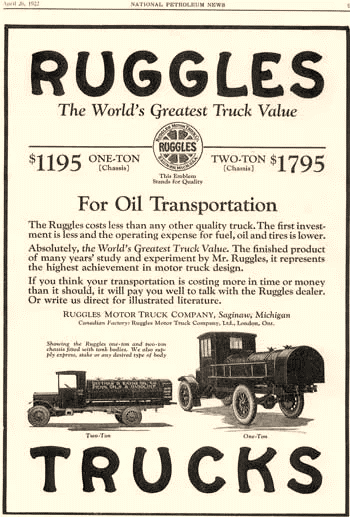 April 26, 1922
NATIONAL PETROLEUM NEWS
RUGGLES
The World's Greatest Truck Value
$1195 ONE-TON
[Chassis]
RUGGLES
This Emblem
Stands for Quality
TWO-TON $1795
[Chassis]
For Oil Transportation
The Ruggles costs less than any other quality truck. The first invest-
ment is less and the operating expense for fuel, oil and tires is lower.
Absolutely, the World's Greatest Truck Value. The finished product
of many years' study and experiment by Mr. Ruggles, it represents
the highest achievement in motor truck design.
If you think your transportation is costing more in time or money
than it should, it will pay you well to talk with the Ruggles dealer.
Or write us direct for illustrated literature.
RUGGLES MOTOR TRUCK COMPANY, Saginaw, Michigan
Canadian Factory: Ruggles Motor Truck Company, Ltd., London, Ont.
Showing the Ruggles one-ton and two-ton
chassis fitted with tank bodies. We also sup-
ply express, stake or any desired type of body
Two-Ton
One-Ton
TRUCKS